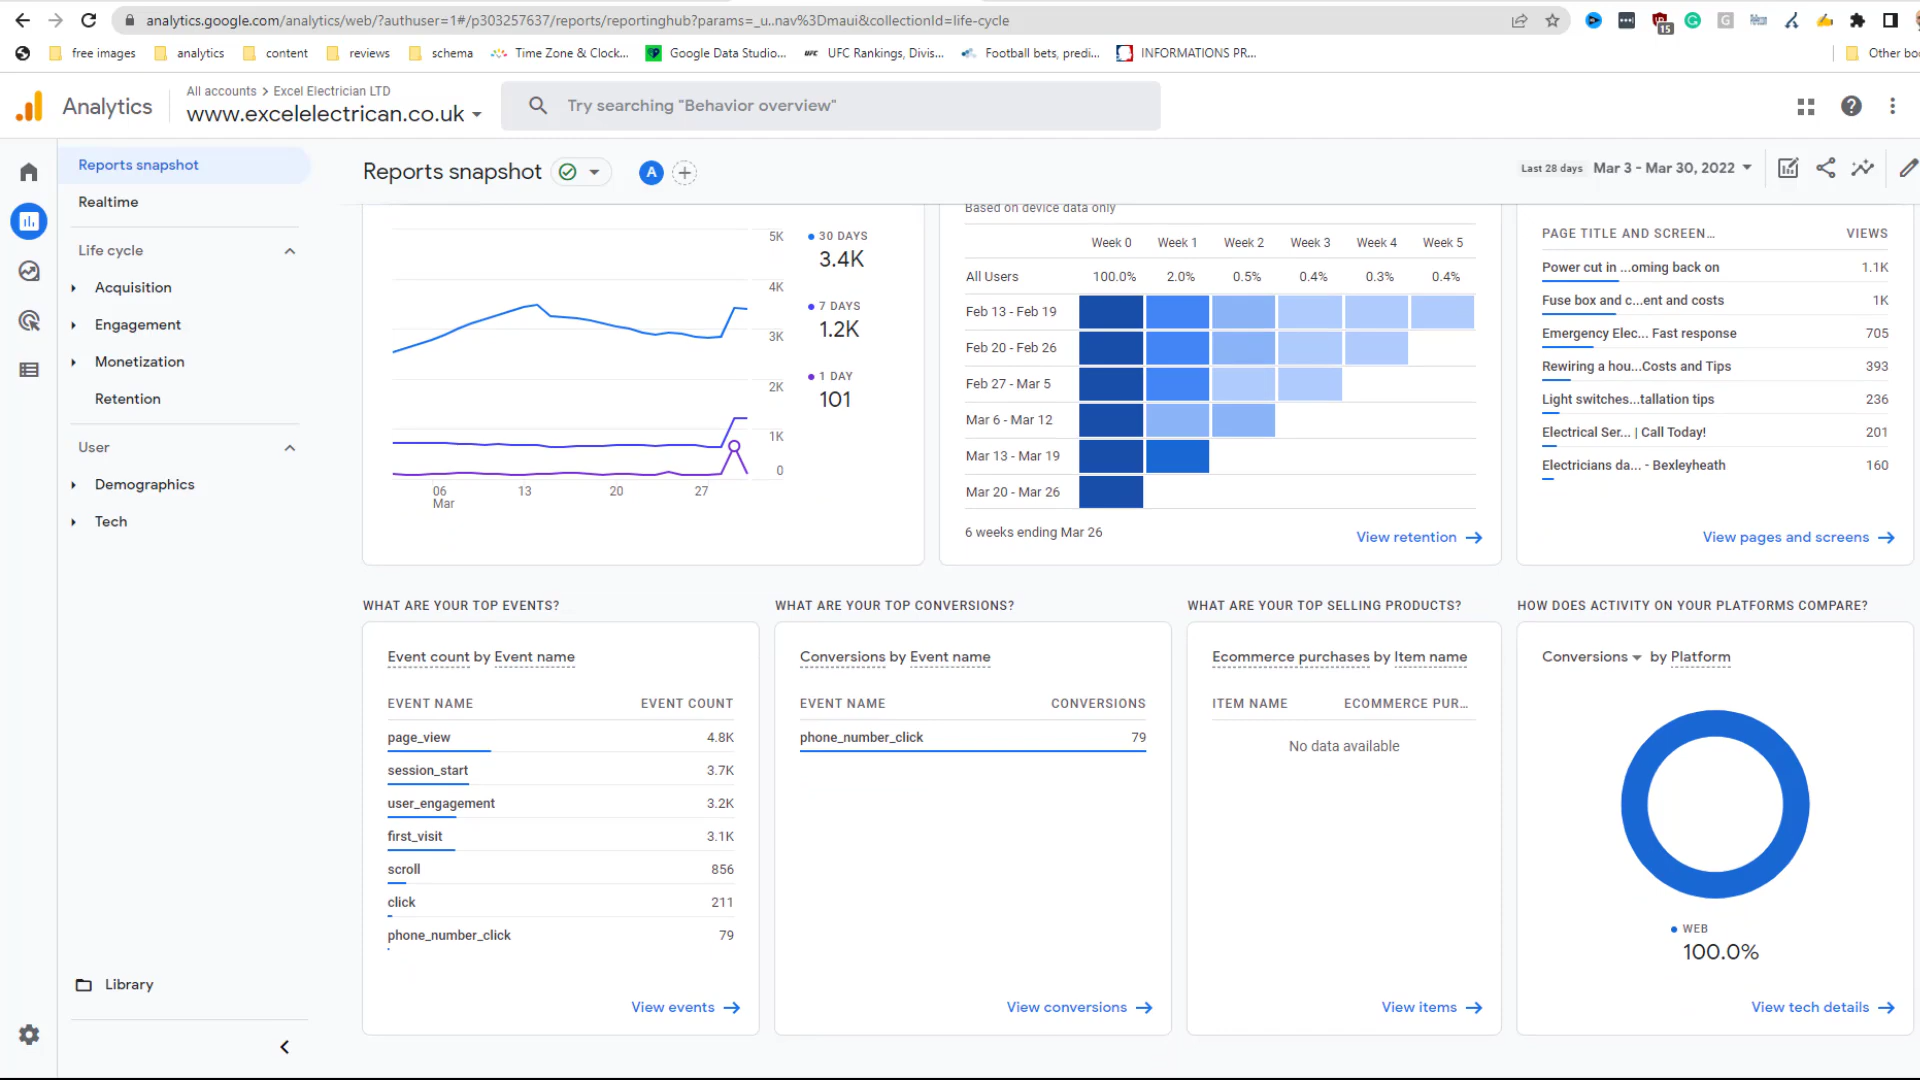 analytics.google.com/analytics/web/?authuser=1#/p303257637/reports/reportinghub?params=_u..nav%3Dmaui&collectionId=life-cycle
15
free images
analytics
content
reviews
schema
Time Zone & Clock...
Google Data Studio...
UFC Rankings, Divis...
Football bets, predi...
INFORMATIONS PR...
Other boo
Analytics
All accounts > Excel Electrician LTD
www.excelelectrican.co.uk
Try searching "Behavior overview"
Reports snapshot
Realtime
Life cycle
Acquisition
Engagement
Monetization
Retention
User
Demographics
Tech
Library
Reports snapshot
A
Last 28 days Mar 3 - Mar 30, 2022
5K
4K
3K
2K
1K
0
06
Mar
13
20
27
30 DAYS
3.4K
7 DAYS
1.2K
1 DAY
101
Based on device data only
Week 0 Week 1 Week 2 Week 3 Week 4 Week 5
All Users 100.0% 2.0% 0.5% 0.4% 0.3% 0.4%
Feb 13 - Feb 19
Feb 20 - Feb 26
Feb 27 - Mar 5
Mar 6 - Mar 12
Mar 13 - Mar 19
Mar 20 - Mar 26
6 weeks ending Mar 26
View retention
PAGE TITLE AND SCREEN... VIEWS
Power cut in ...oming back on 1.1K
Fuse box and c...ent and costs 1K
Emergency Elec... Fast response 705
Rewiring a hou...Costs and Tips 393
Light switches...tallation tips 236
Electrical Ser... | Call Today! 201
Electricians da... - Bexleyheath 160
View pages and screens
WHAT ARE YOUR TOP EVENTS?
Event count by Event name
EVENT NAME EVENT COUNT
page_view 4.8K
session_start 3.7K
user_engagement 3.2K
first_visit 3.1K
scroll 856
click 211
phone_number_click 79
View events
WHAT ARE YOUR TOP CONVERSIONS?
Conversions by Event name
EVENT NAME CONVERSIONS
phone_number_click 79
View conversions
WHAT ARE YOUR TOP SELLING PRODUCTS?
Ecommerce purchases by Item name
ITEM NAME ECOMMERCE PUR...
No data available
View items
HOW DOES ACTIVITY ON YOUR PLATFORMS COMPARE?
Conversions by Platform
WEB
100.0%
View tech details